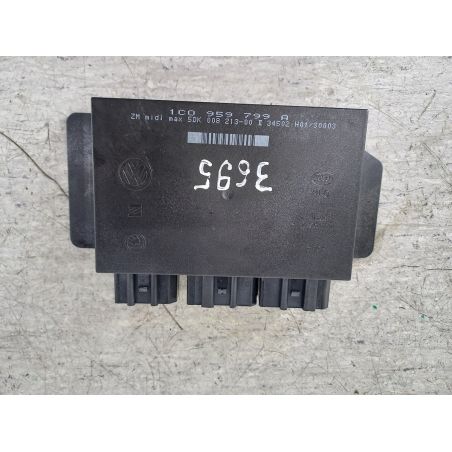 1C0 959 799 A
ZM midi max 5DK 008 213-00 E 34502-H01/S0003
3695